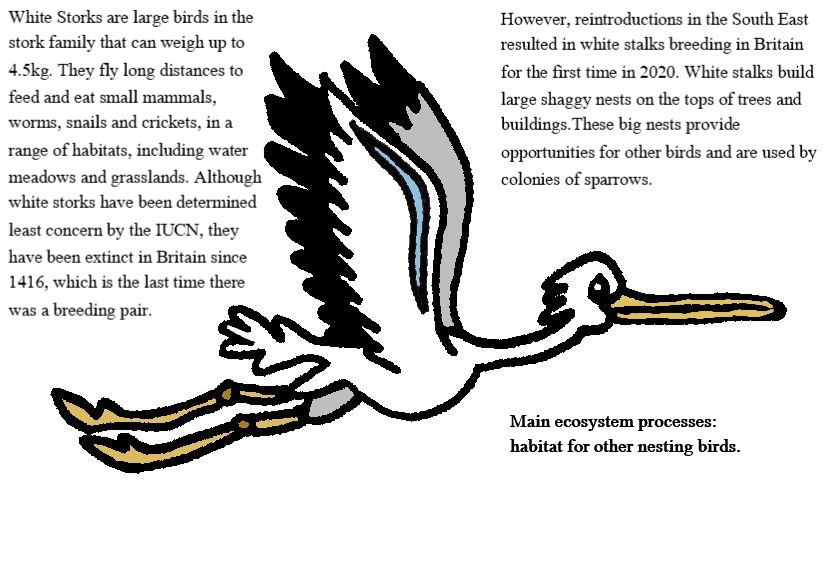 White Storks are large birds in the
stork family that can weigh up to
4.5kg. They fly long distances to
feed and eat small mammals,
worms, snails and crickets, in a
range of habitats, including water
meadows and grasslands. Although
white storks have been determined
least concern by the IUCN, they
have been extinct in Britain since
1416, which is the last time there
was a breeding pair.
However, reintroductions in the South East
resulted in white stalks breeding in Britain
for the first time in 2020. White stalks build
large shaggy nests on the tops of trees and
buildings.These big nests provide
opportunities for other birds and are used by
colonies of sparrows.
Main ecosystem processes:
habitat for other nesting birds.